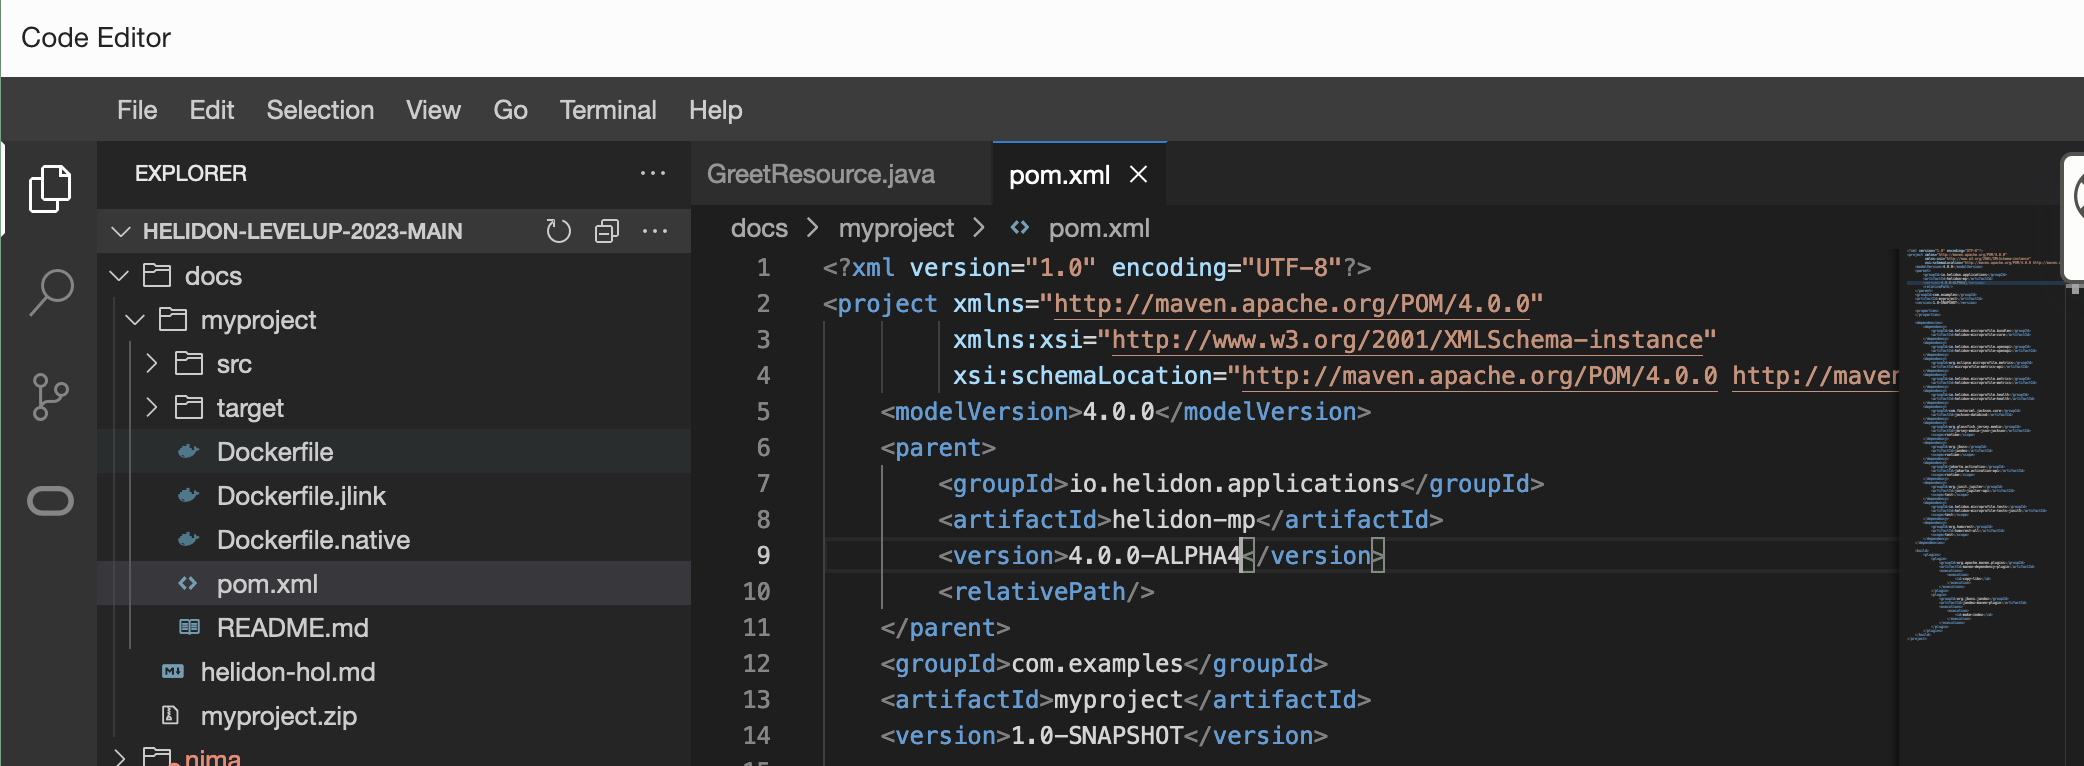 Code Editor
File Edit Selection View Go Terminal Help
EXPLORER
HELIDON-LEVELUP-2023-MAIN
docs
myproject
src
target
Dockerfile
Dockerfile.jlink
Dockerfile.native
pom.xml
README.md
helidon-hol.md
myproject.zip
nima
GreetResource.java pom.xml
docs > myproject > pom.xml
1 <?xml version="1.0" encoding="UTF-8"?>
2 <project xmlns="http://maven.apache.org/POM/4.0.0"
3 xmlns:xsi="http://www.w3.org/2001/XMLSchema-instance"
4 xsi:schemaLocation="http://maven.apache.org/POM/4.0.0 http://maven
5 <modelVersion>4.0.0</modelVersion>
6 <parent>
7 <groupId>io.helidon.applications</groupId>
8 <artifactId>helidon-mp</artifactId>
9 <version>4.0.0-ALPHA4</version>
10 <relativePath/>
11 </parent>
12 <groupId>com.examples</groupId>
13 <artifactId>myproject</artifactId>
14 <version>1.0-SNAPSHOT</version>